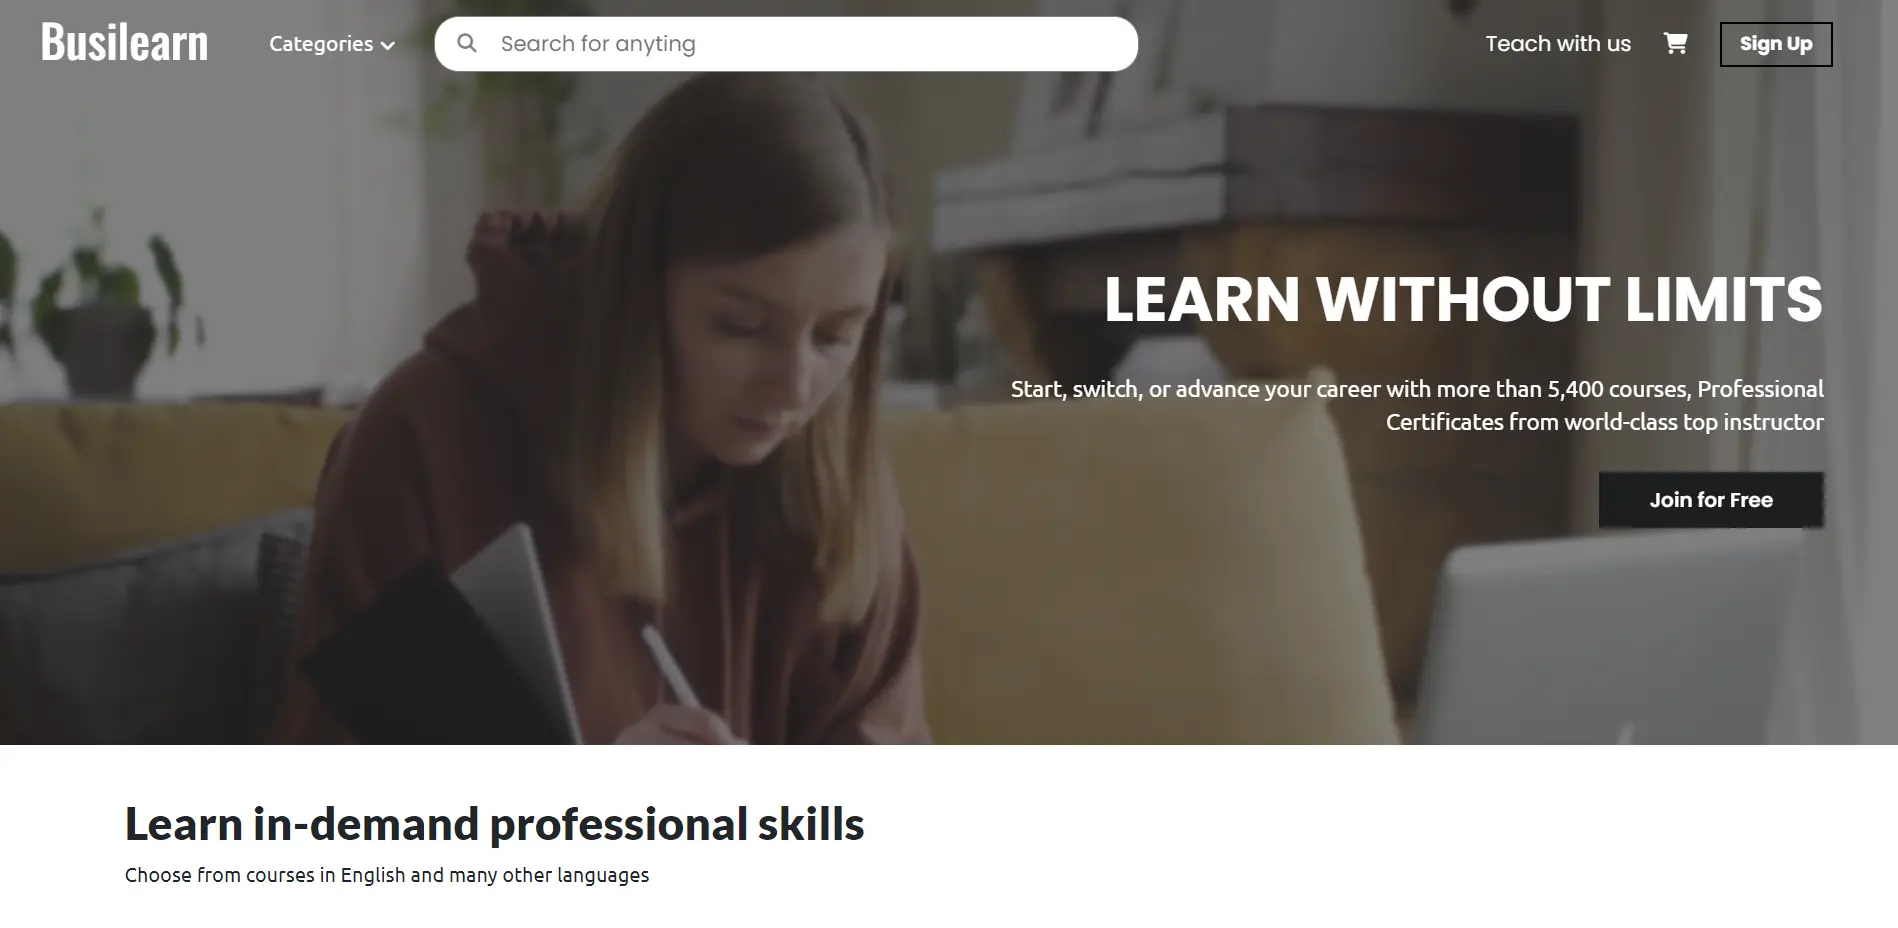 Busilearn
Categories
Search for anyting
Teach with us
Sign Up
LEARN WITHOUT LIMITS
Start, switch, or advance your career with more than 5,400 courses, Professional
Certificates from world-class top instructor
Join for Free
Learn in-demand professional skills
Choose from courses in English and many other languages